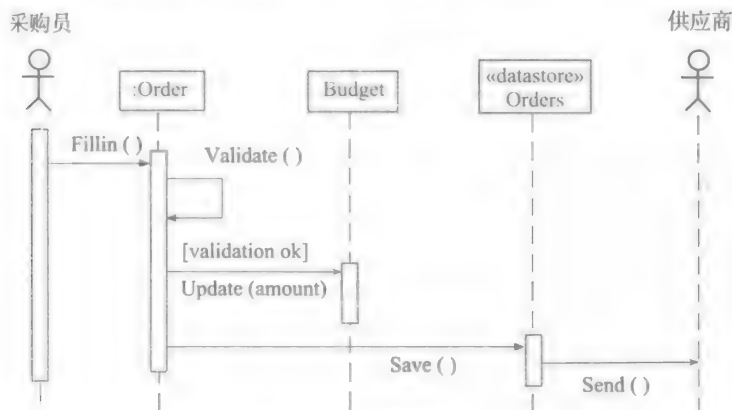 采购员
供应商
:Order
Budget
«datastore»
Orders
Fillin ( )
Validate ( )
[validation ok]
Update (amount)
Save ( )
Send ( )